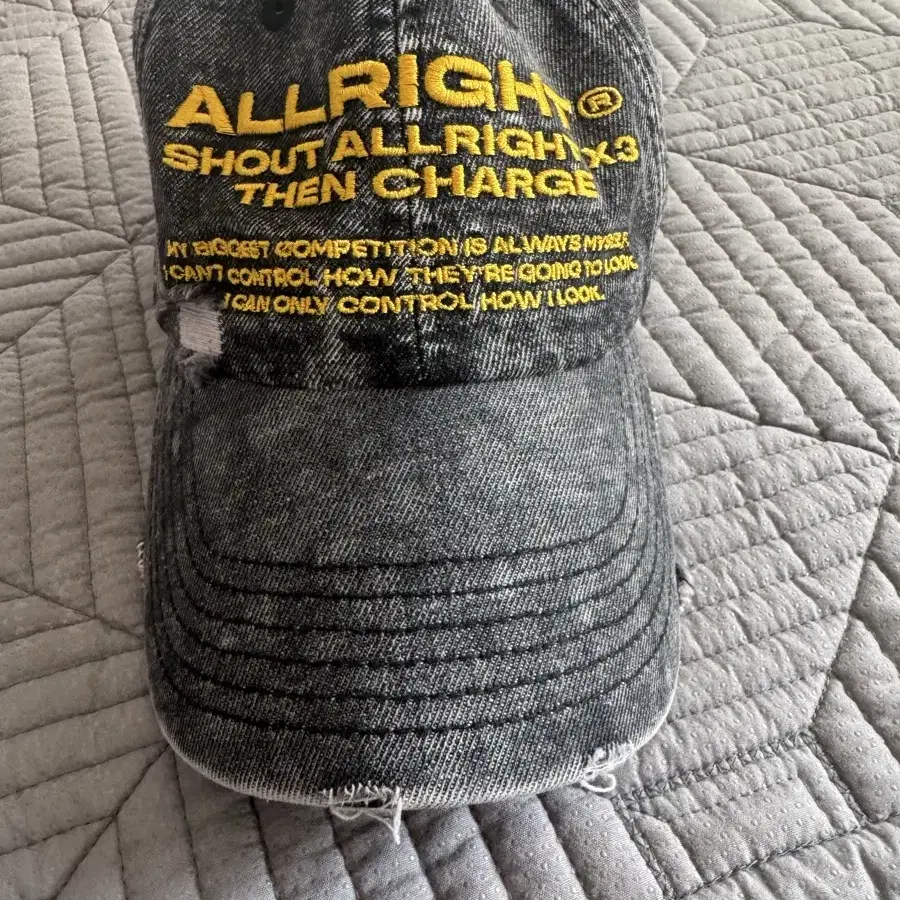 ALLRIGHT®
SHOUT ALLRIGHT X3
THEN CHARGE
MY BIGGEST COMPETITION IS ALWAYS MYSELF.
I CAN'T CONTROL HOW THEY'RE GOING TO LOOK.
I CAN ONLY CONTROL HOW I LOOK.